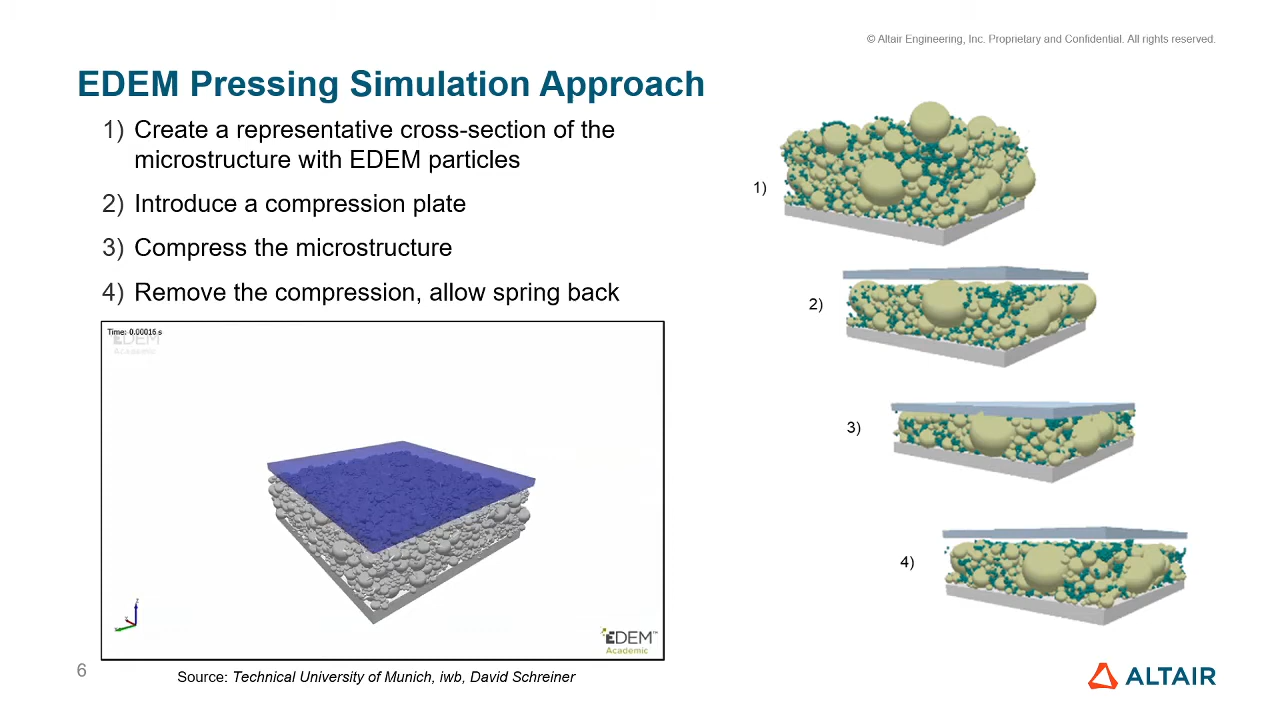 © Altair Engineering, Inc. Proprietary and Confidential. All rights reserved.
EDEM Pressing Simulation Approach
1) Create a representative cross-section of the
microstructure with EDEM particles
2) Introduce a compression plate
3) Compress the microstructure
4) Remove the compression, allow spring back
1)
2)
3)
4)
Time: 0.00016 s
EDEM
Academic
EDEM™
Academic
6
Source: Technical University of Munich, iwb, David Schreiner
ALTAIR